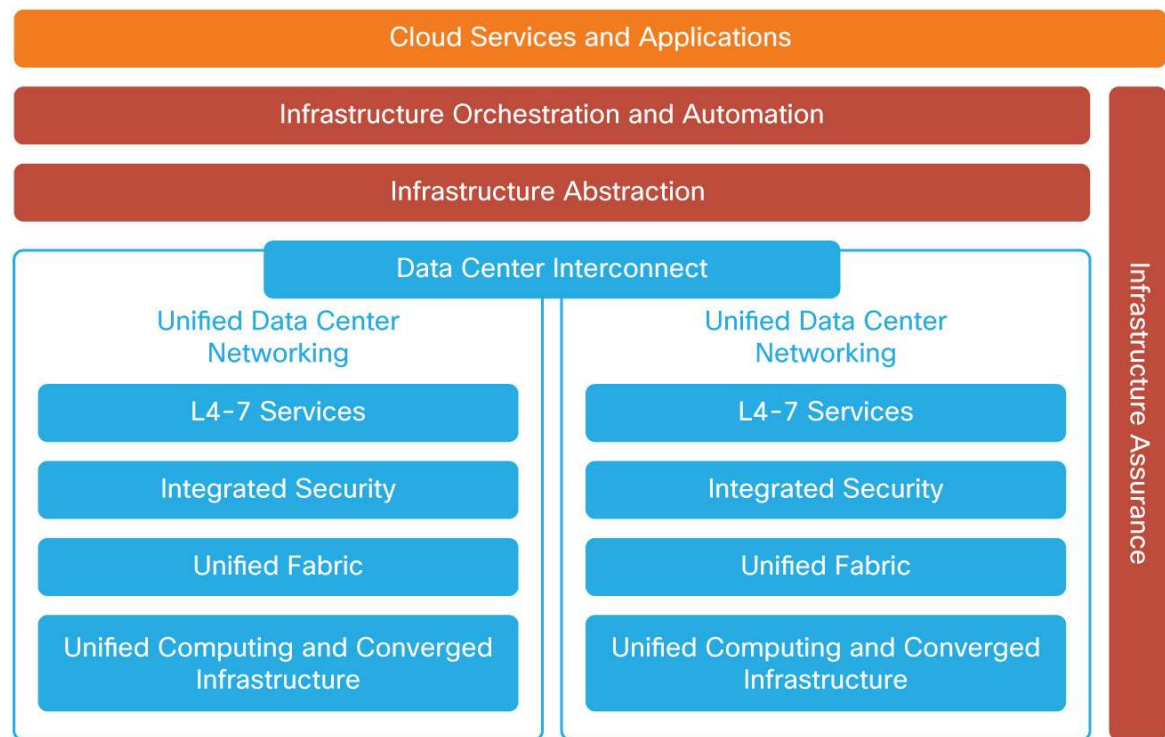 Cloud Services and Applications
Infrastructure Orchestration and Automation
Infrastructure Abstraction
Data Center Interconnect
Unified Data Center
Networking
L4-7 Services
Integrated Security
Unified Fabric
Unified Computing and Converged
Infrastructure
Unified Data Center
Networking
L4-7 Services
Integrated Security
Unified Fabric
Unified Computing and Converged
Infrastructure
Infrastructure Assurance